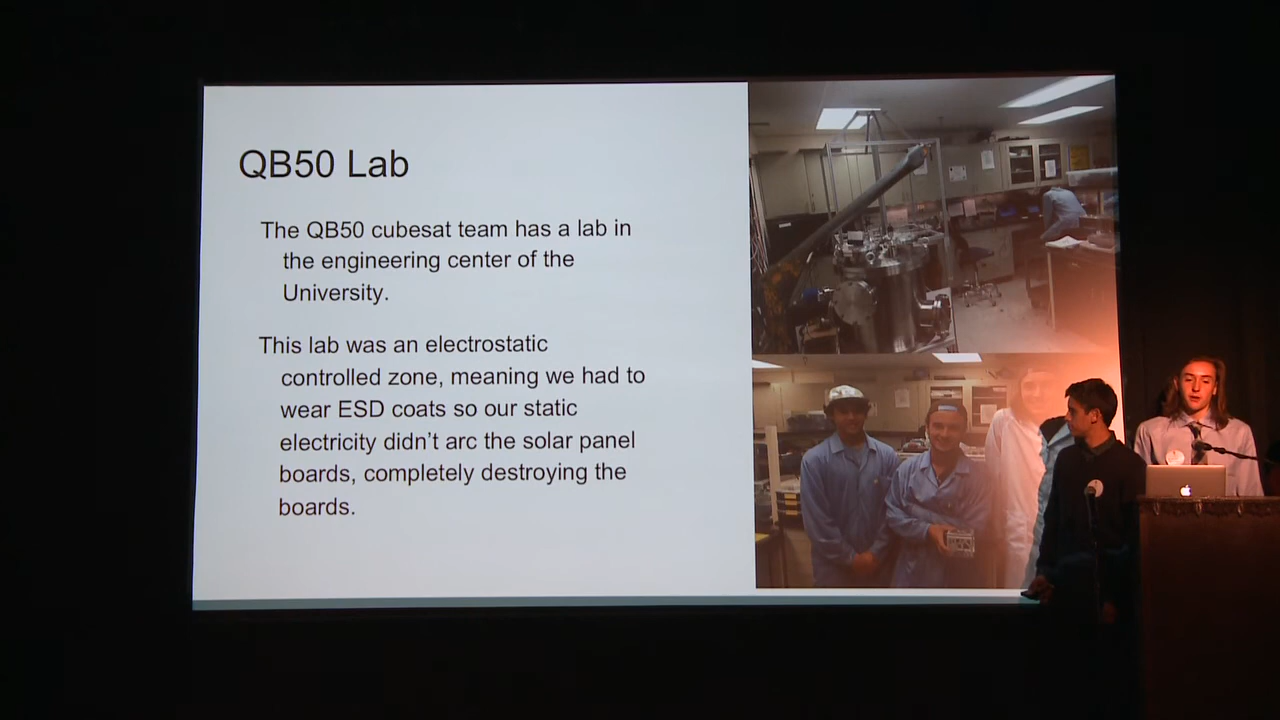 QB50 Lab
The QB50 cubesat team has a lab in
the engineering center of the
University.
This lab was an electrostatic
controlled zone, meaning we had to
wear ESD coats so our static
electricity didn't arc the solar panel
boards, completely destroying the
boards.